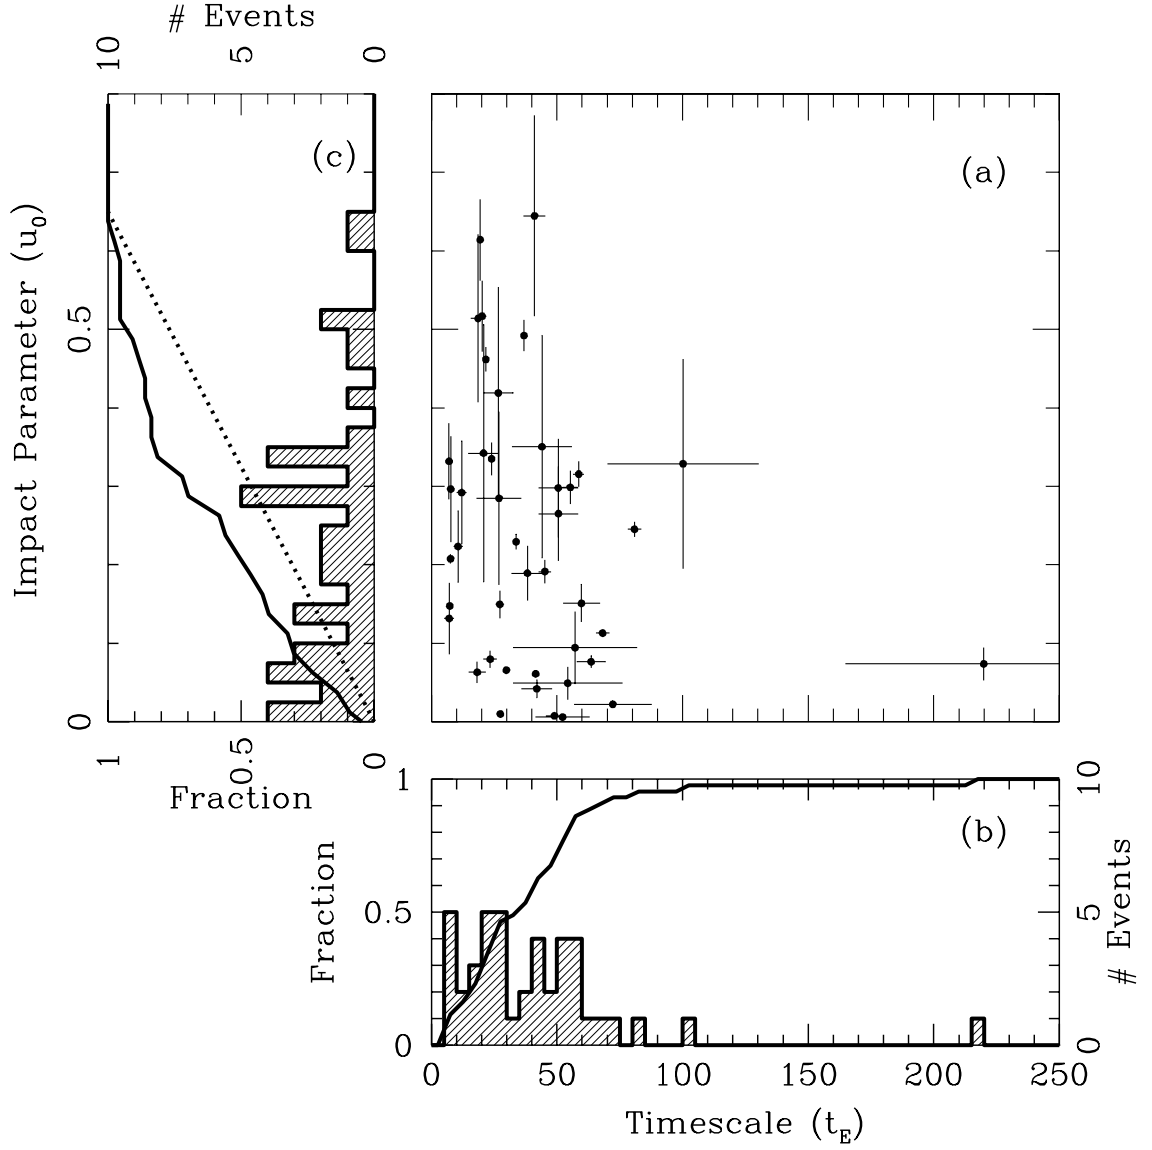 # Events
10 5 0
(c)
(a)
Impact Parameter (u0)
0.5
0
1 0.5 0
Fraction
1
0.5
0
Fraction
(b)
10
5
0
# Events
0 50 100 150 200 250
Timescale (tE)